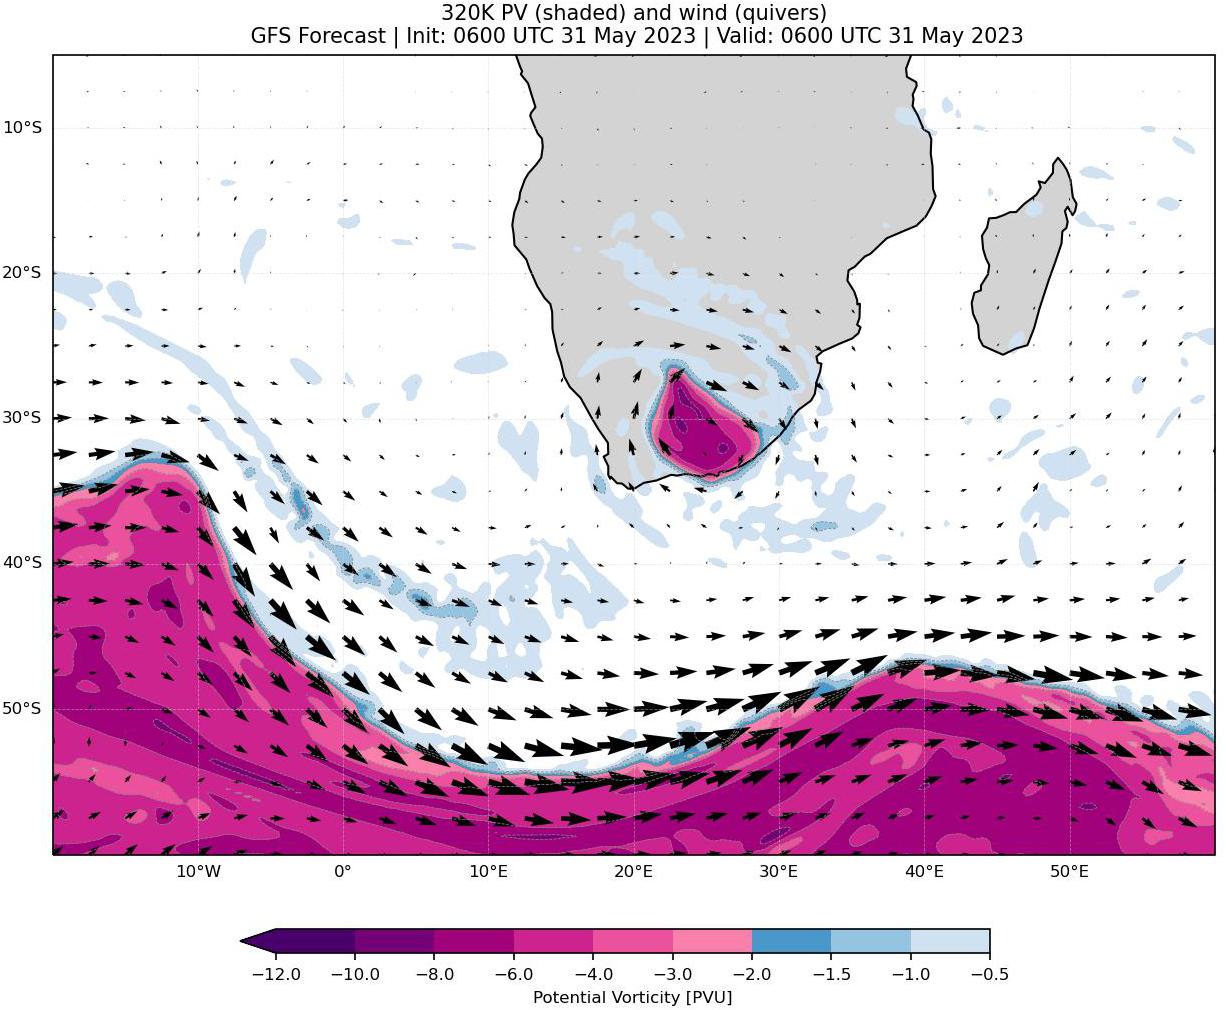 320K PV (shaded) and wind (quivers)
GFS Forecast | Init: 0600 UTC 31 May 2023 | Valid: 0600 UTC 31 May 2023
10°S
20°S
30°S
40°S
50°S
10°W 0° 10°E 20°E 30°E 40°E 50°E
−12.0 −10.0 −8.0 −6.0 −4.0 −3.0 −2.0 −1.5 −1.0 −0.5
Potential Vorticity [PVU]